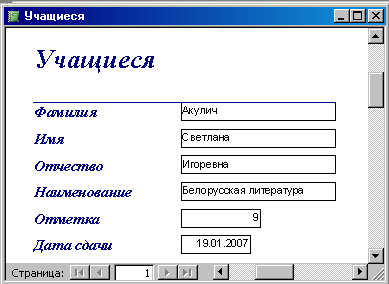 Учащиеся
Учащиеся
Фамилия Акулич
Имя Светлана
Отчество Игоревна
Наименование Белорусская литература
Отметка 9
Дата сдачи 19.01.2007
Страница: 1